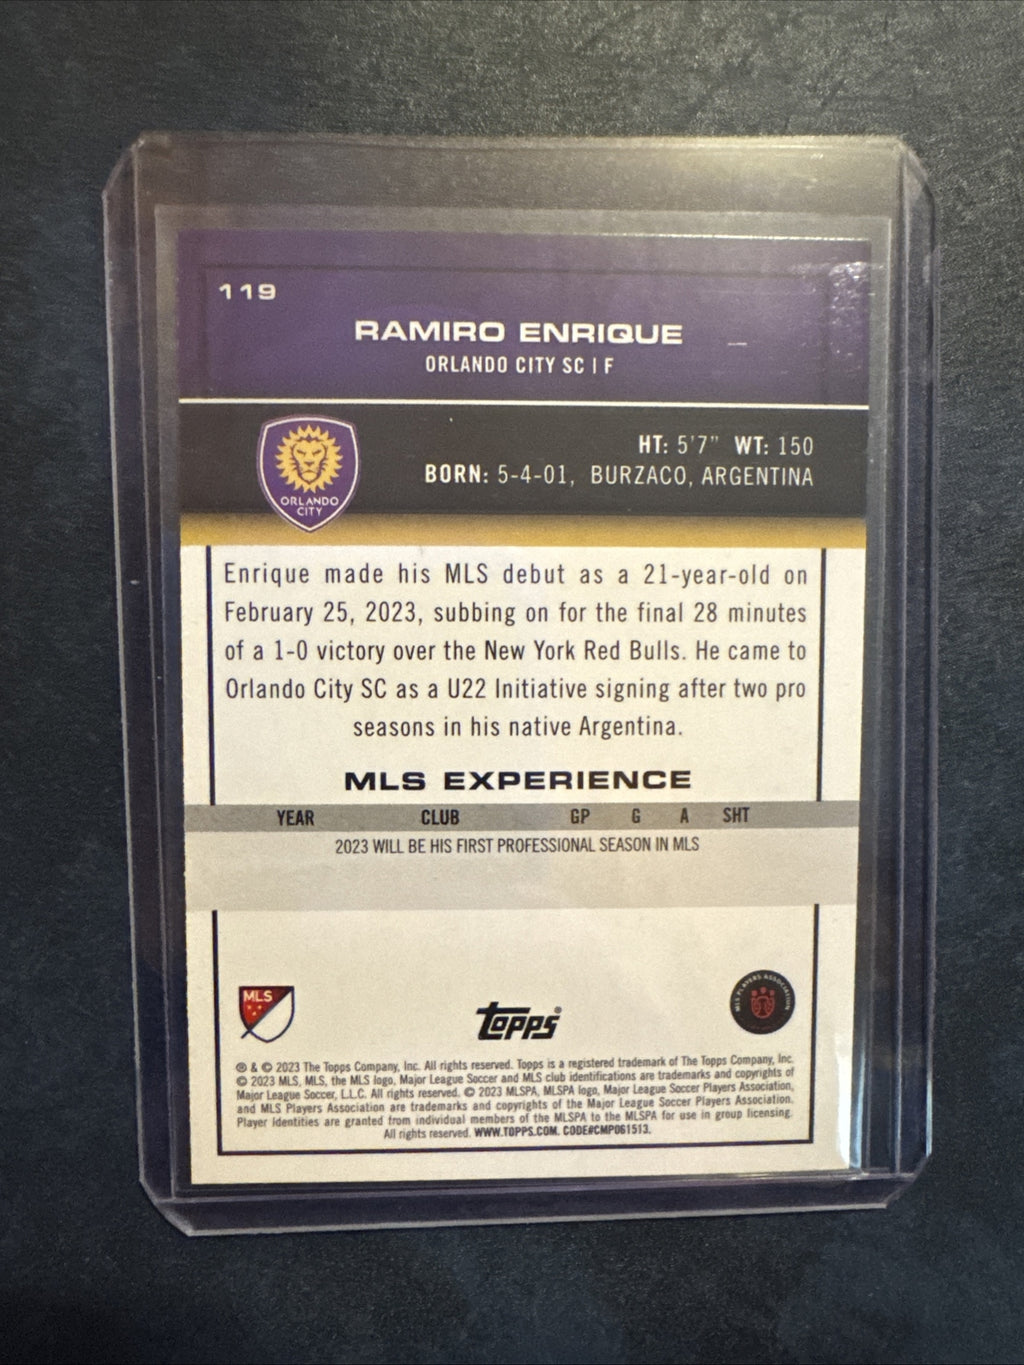 119
RAMIRO ENRIQUE
ORLANDO CITY SC | F
ORLANDO
CITY
HT: 5'7" WT: 150
BORN: 5-4-01, BURZACO, ARGENTINA
Enrique made his MLS debut as a 21-year-old on
February 25, 2023, subbing on for the final 28 minutes
of a 1-0 victory over the New York Red Bulls. He came to
Orlando City SC as a U22 Initiative signing after two pro
seasons in his native Argentina.
MLS EXPERIENCE
YEAR CLUB GP G A SHT
2023 WILL BE HIS FIRST PROFESSIONAL SEASON IN MLS
MLS
Topps®
MLS PLAYERS ASSOCIATION
® & © 2023 The Topps Company, Inc. All rights reserved. Topps is a registered trademark of The Topps Company, Inc.
© 2023 MLS, MLS, the MLS logo, Major League Soccer and MLS club identifications are trademarks and copyrights of
Major League Soccer, L.L.C. All rights reserved. © 2023 MLSPA, MLSPA logo, Major League Soccer Players Association,
and MLS Players Association are trademarks and copyrights of the Major League Soccer Players Association.
Player Identities are granted from individual members of the MLSPA to the MLSPA for use in group licensing.
All rights reserved. WWW.TOPPS.COM. CODE#CMP061513.